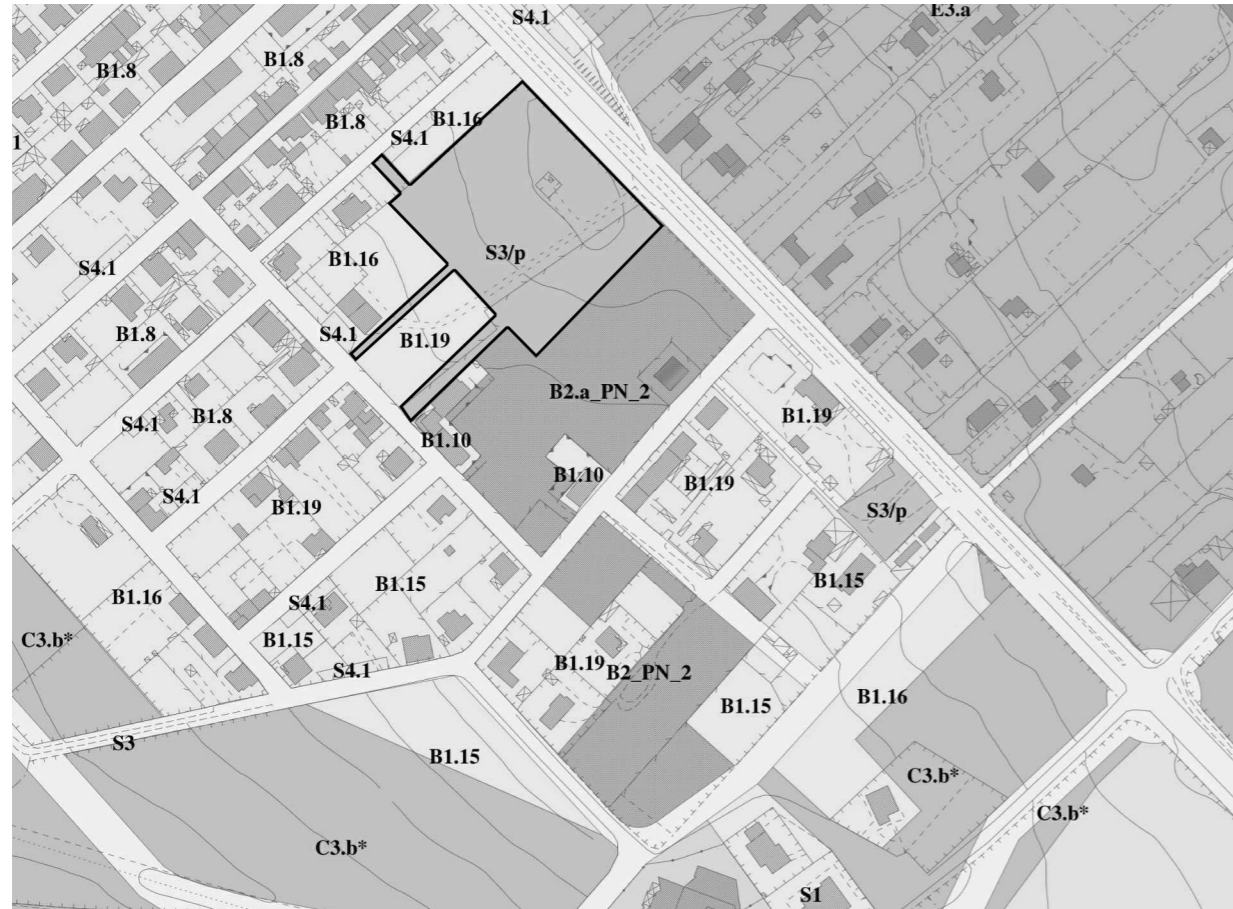 S4.1
E3.a
B1.8
B1.8
B1.8
B1.16
S4.1
1
S3/p
S4.1
B1.16
B1.8
S4.1
B1.19
B2.a_PN_2
S4.1
B1.8
B1.10
B1.19
B1.10
B1.19
S4.1
B1.19
S3/p
B1.16
S4.1
B1.15
B1.15
C3.b*
B1.15
S4.1
B1.19
B2_PN_2
B1.15
B1.16
S3
B1.15
C3.b*
C3.b*
C3.b*
S1